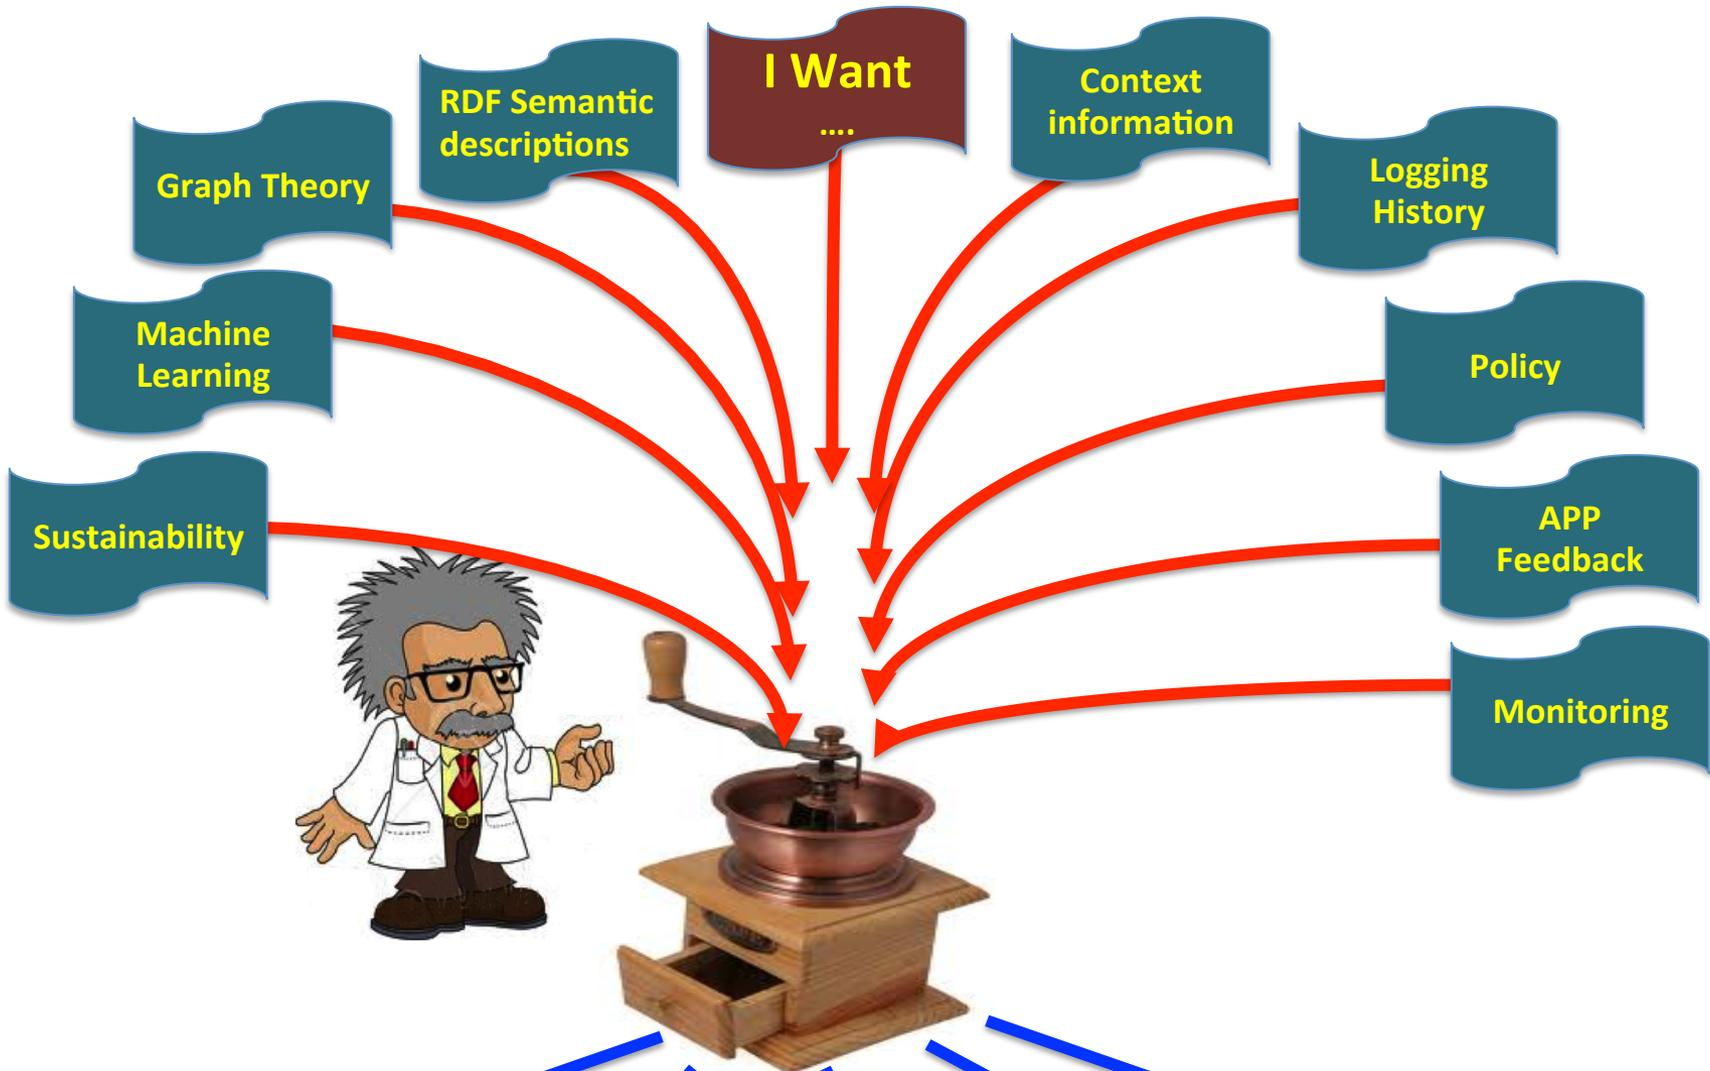 I Want
....
RDF Semantic
descriptions
Context
information
Graph Theory
Logging
History
Machine
Learning
Policy
Sustainability
APP
Feedback
Monitoring